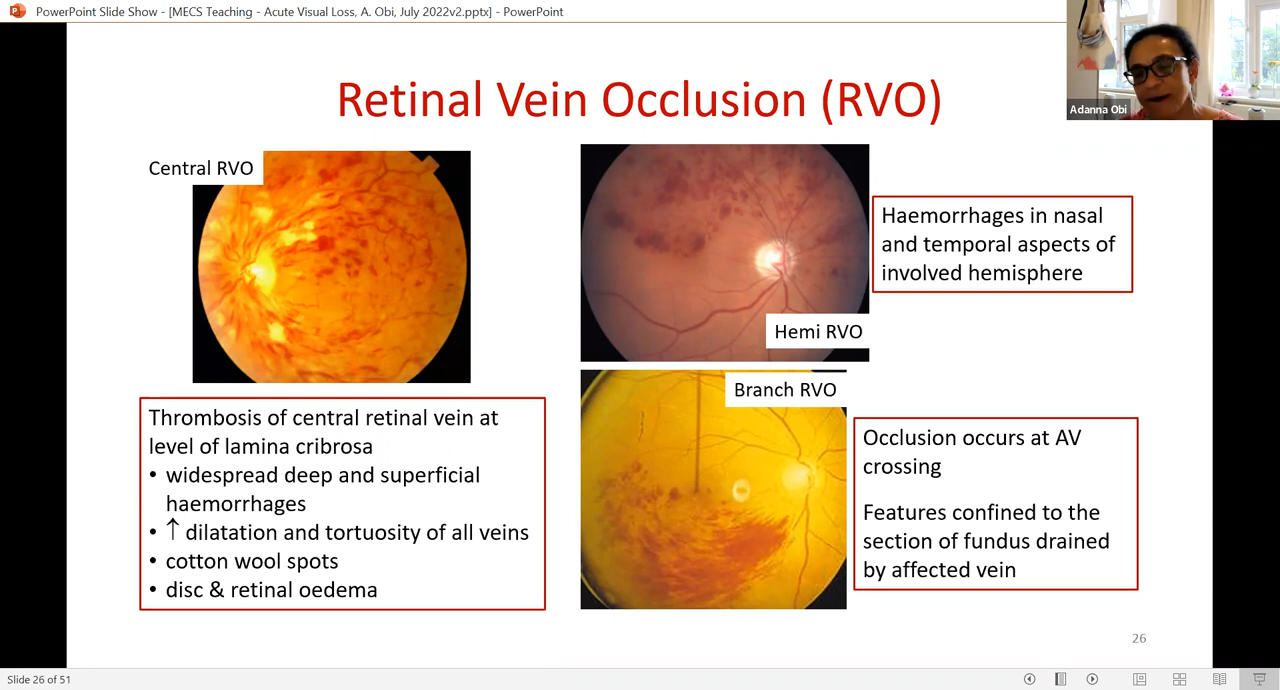 PowerPoint Slide Show - [MECS Teaching - Acute Visual Loss, A. Obi, July 2022v2.pptx] - PowerPoint
Adanna Obi
Retinal Vein Occlusion (RVO)
Central RVO
Thrombosis of central retinal vein at
level of lamina cribrosa
• widespread deep and superficial
haemorrhages
• ↑ dilatation and tortuosity of all veins
• cotton wool spots
• disc & retinal oedema
Hemi RVO
Haemorrhages in nasal
and temporal aspects of
involved hemisphere
Branch RVO
Occlusion occurs at AV
crossing
Features confined to the
section of fundus drained
by affected vein
26
Slide 26 of 51